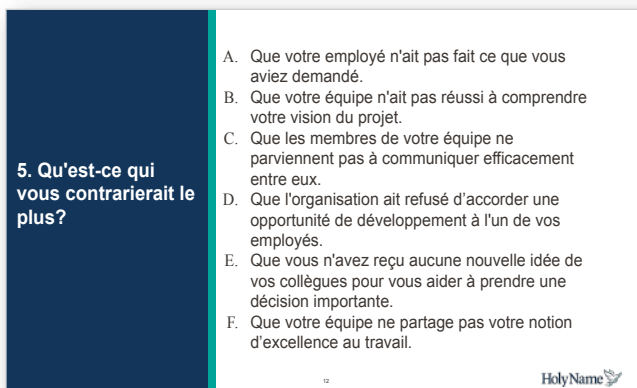 5. Qu'est-ce qui
vous contrarierait le
plus?
A. Que votre employé n'ait pas fait ce que vous
aviez demandé.
B. Que votre équipe n'ait pas réussi à comprendre
votre vision du projet.
C. Que les membres de votre équipe ne
parviennent pas à communiquer efficacement
entre eux.
D. Que l'organisation ait refusé d'accorder une
opportunité de développement à l'un de vos
employés.
E. Que vous n'avez reçu aucune nouvelle idée de
vos collègues pour vous aider à prendre une
décision importante.
F. Que votre équipe ne partage pas votre notion
d'excellence au travail.
12
HolyName